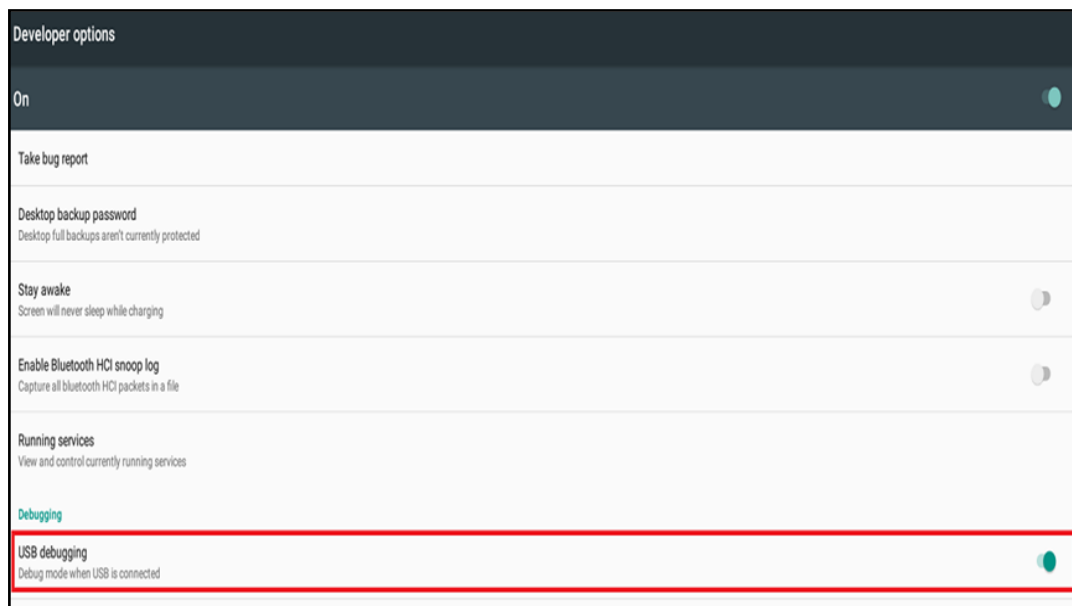 Developer options
On
Take bug report
Desktop backup password
Desktop full backups aren't currently protected
Stay awake
Screen will never sleep while charging
Enable Bluetooth HCI snoop log
Capture all bluetooth HCI packets in a file
Running services
View and control currently running services
Debugging
USB debugging
Debug mode when USB is connected